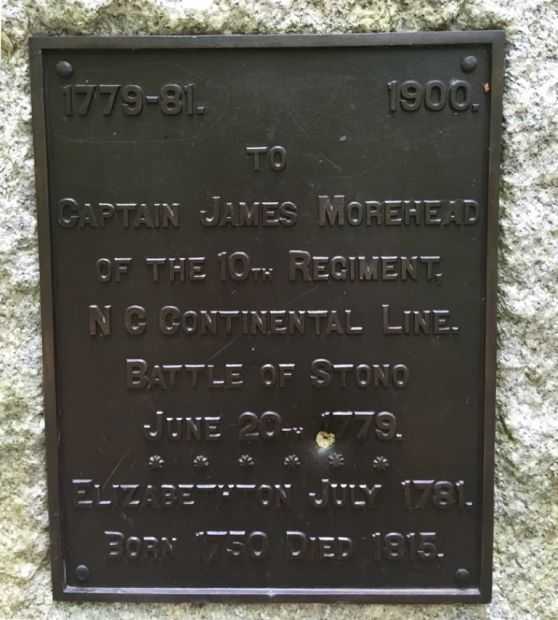 1779-81. 1900.
TO
CAPTAIN JAMES MOREHEAD
OF THE 10TH REGIMENT,
N C CONTINENTAL LINE.
BATTLE OF STONO
JUNE 20TH 1779.
* * * * * *
ELIZABETHTON JULY 1781.
BORN 1750 DIED 1815.